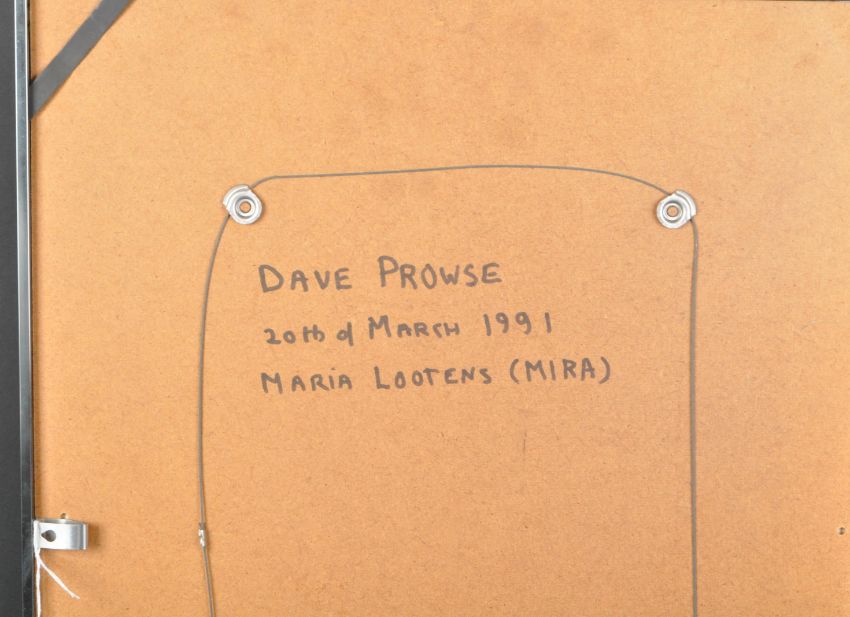 DAVE PROWSE
20th of MARCH 1991
MARIA LOOTENS (MIRA)